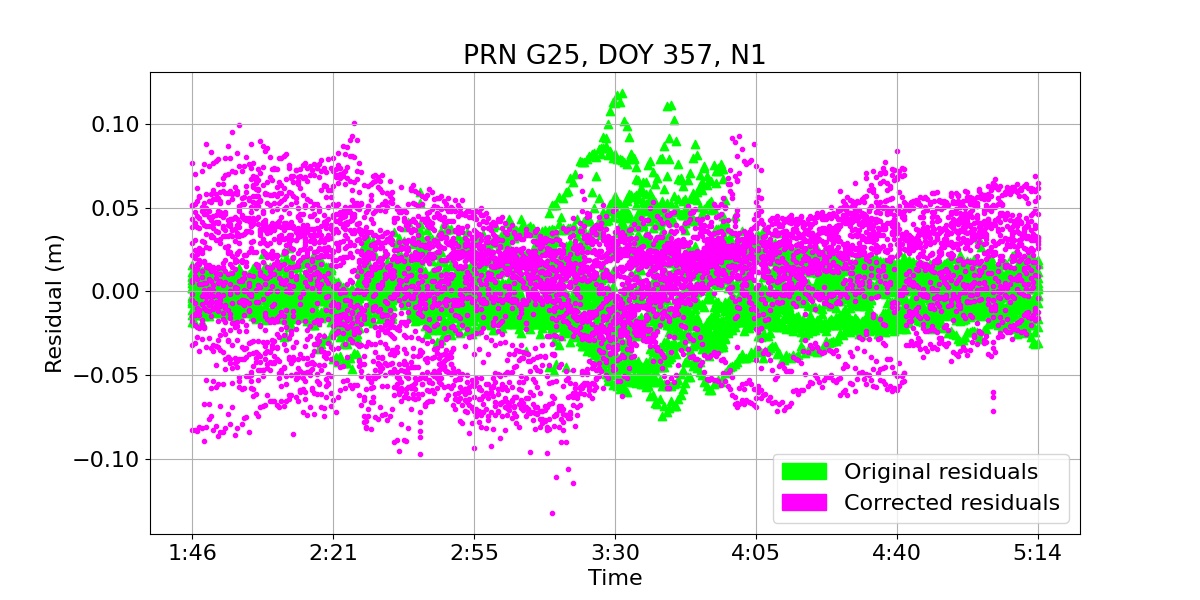 PRN G25, DOY 357, N1
Residual (m)
0.10
0.05
0.00
−0.05
−0.10
Original residuals
Corrected residuals
1:46 2:21 2:55 3:30 4:05 4:40 5:14
Time